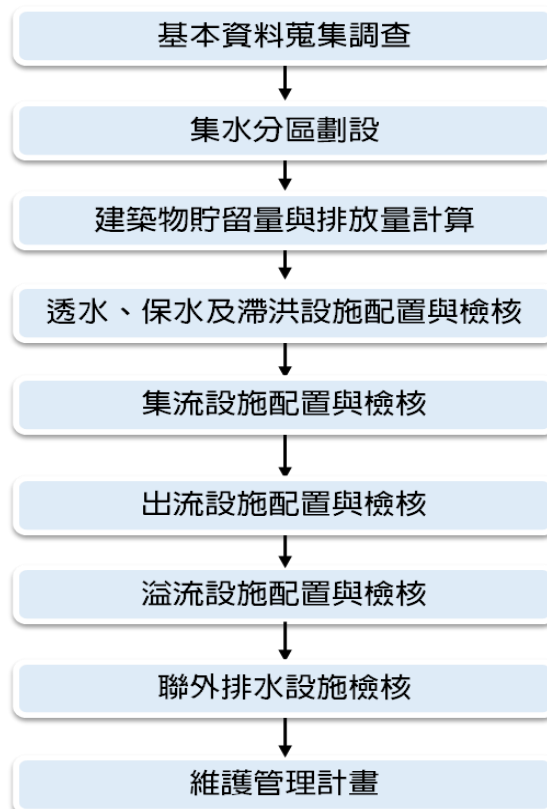 基本資料蒐集調查
集水分區劃設
建築物貯留量與排放量計算
透水、保水及滯洪設施配置與檢核
集流設施配置與檢核
出流設施配置與檢核
溢流設施配置與檢核
聯外排水設施檢核
維護管理計畫